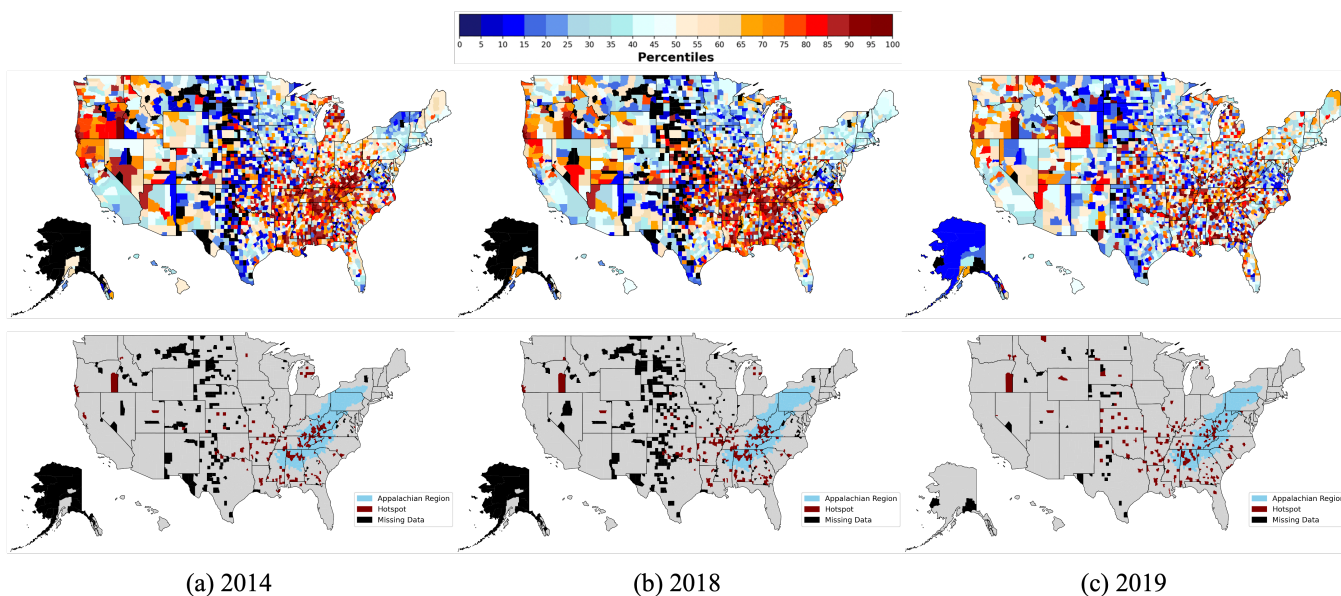 0 5 10 15 20 25 30 35 40 45 50 55 60 65 70 75 80 85 90 95 100
Percentiles
Appalachian Region
Hotspot
Missing Data
Appalachian Region
Hotspot
Missing Data
Appalachian Region
Hotspot
Missing Data
(a) 2014
(b) 2018
(c) 2019